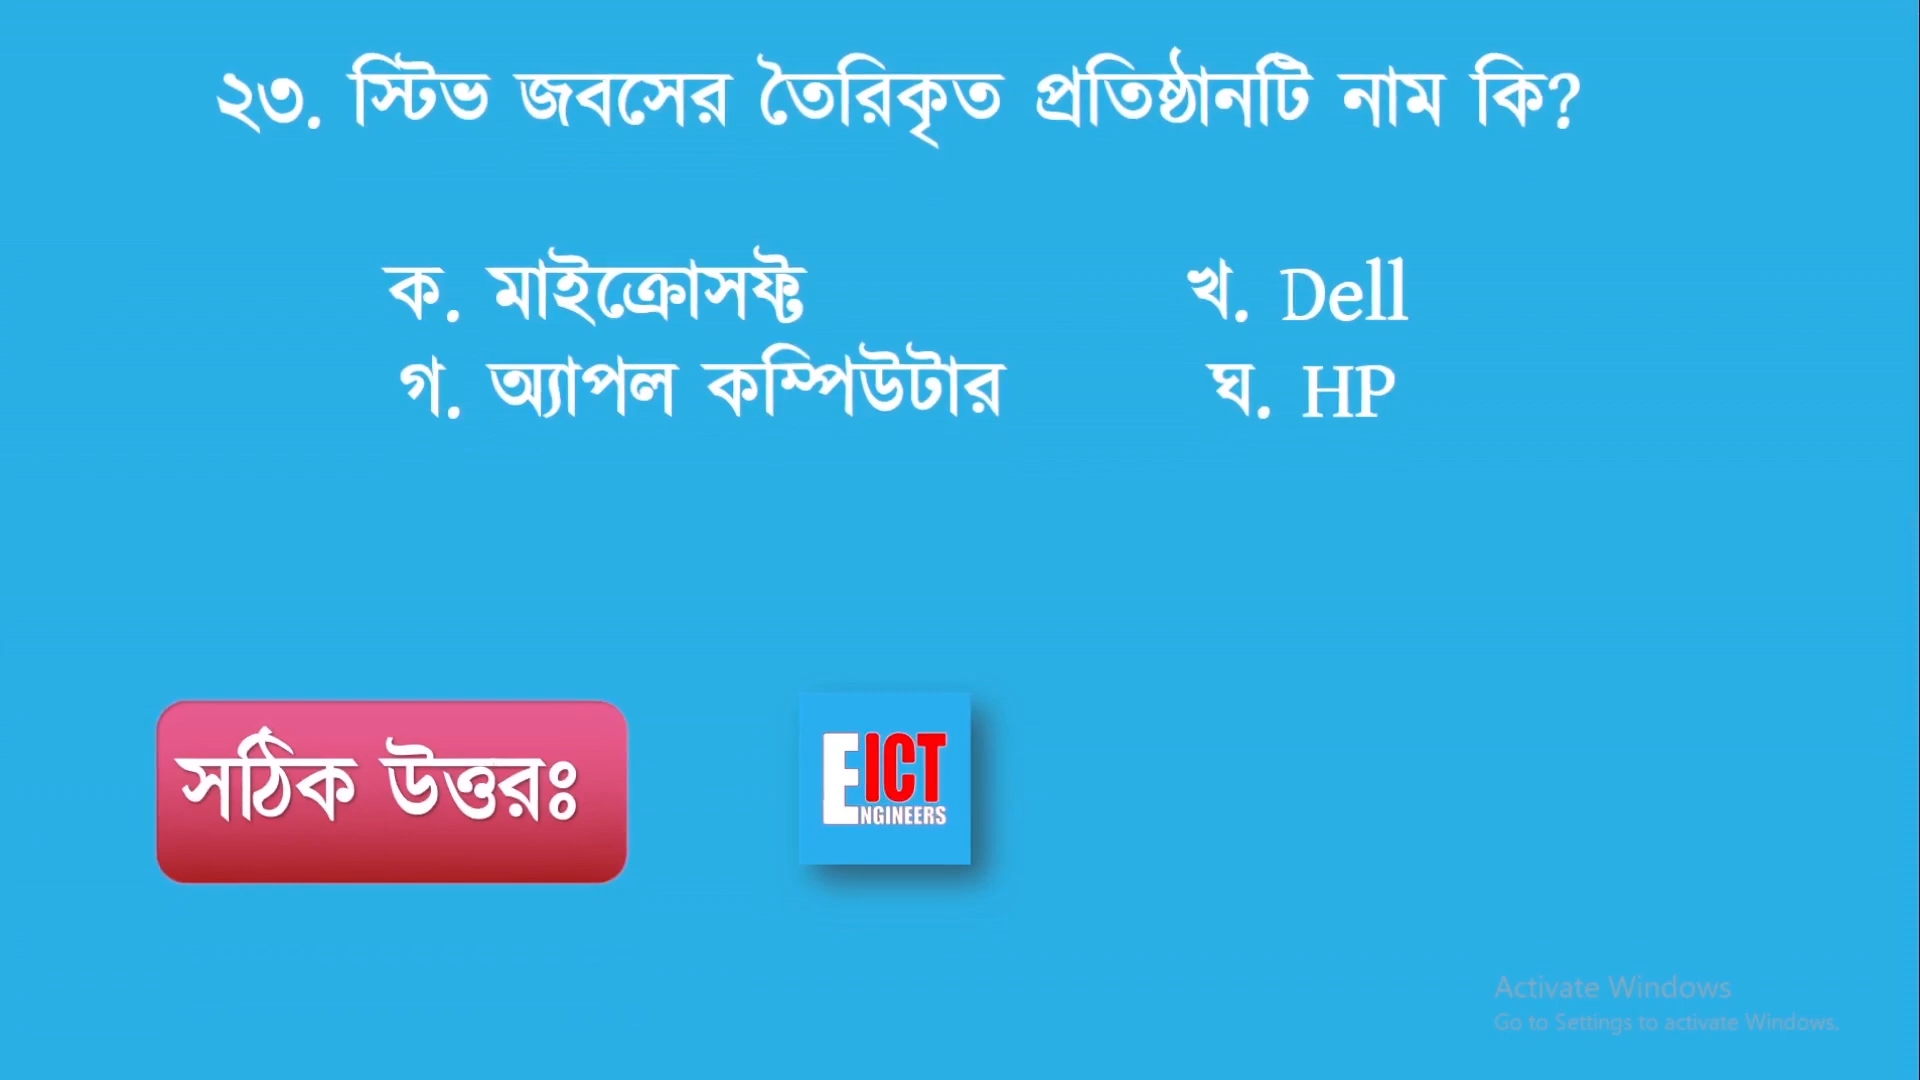 ২৩. স্টিভ জবসের তৈরিকৃত প্রতিষ্ঠানটি নাম কি?
ক. মাইক্রোসফ্ট খ. Dell
গ. অ্যাপল কম্পিউটার ঘ. HP
সঠিক উত্তরঃ
EICT
NGINEERS
Activate Windows
Go to Settings to activate Windows.